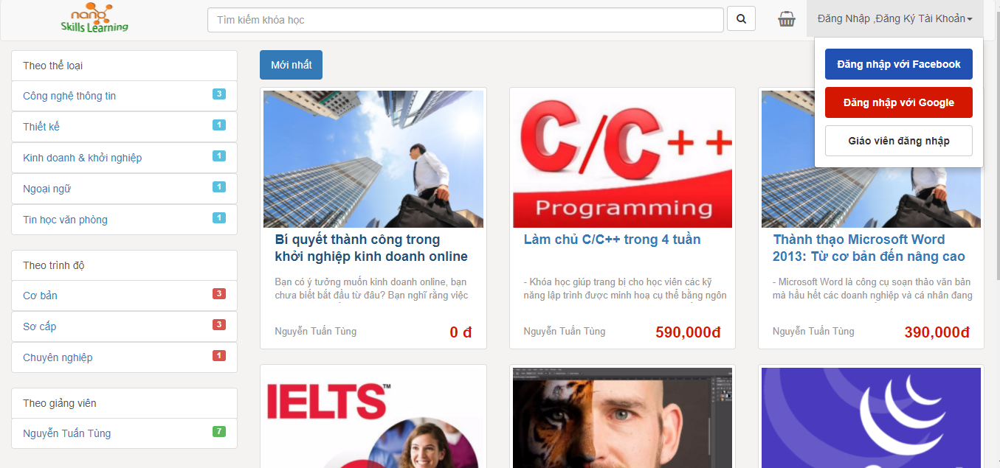 nano
Skills Learning
Tìm kiếm khóa học
Đăng Nhập ,Đăng Ký Tài Khoản
Đăng nhập với Facebook
Đăng nhập với Google
Giáo viên đăng nhập
Theo thể loại
Công nghệ thông tin 3
Thiết kế 1
Kinh doanh & khởi nghiệp 1
Ngoại ngữ 1
Tin học văn phòng 1
Theo trình độ
Cơ bản 3
Sơ cấp 3
Chuyên nghiệp 1
Theo giảng viên
Nguyễn Tuấn Tùng 7
Mới nhất
Bí quyết thành công trong
khởi nghiệp kinh doanh online
Bạn có ý tưởng muốn kinh doanh online, bạn
chưa biết bắt đầu từ đâu? Bạn nghĩ rằng việc
Nguyễn Tuấn Tùng 0 đ
C/C++
Programming
Làm chủ C/C++ trong 4 tuần
- Khóa học giúp trang bị cho học viên các kỹ
năng lập trình được minh hoạ cụ thể bằng ngôn
Nguyễn Tuấn Tùng 590,000đ
Thành thạo Microsoft Word
2013: Từ cơ bản đến nâng cao
- Microsoft Word là công cụ soạn thảo văn bản
mà hầu hết các doanh nghiệp và cá nhân đang
Nguyễn Tuấn Tùng 390,000đ
IELTS™